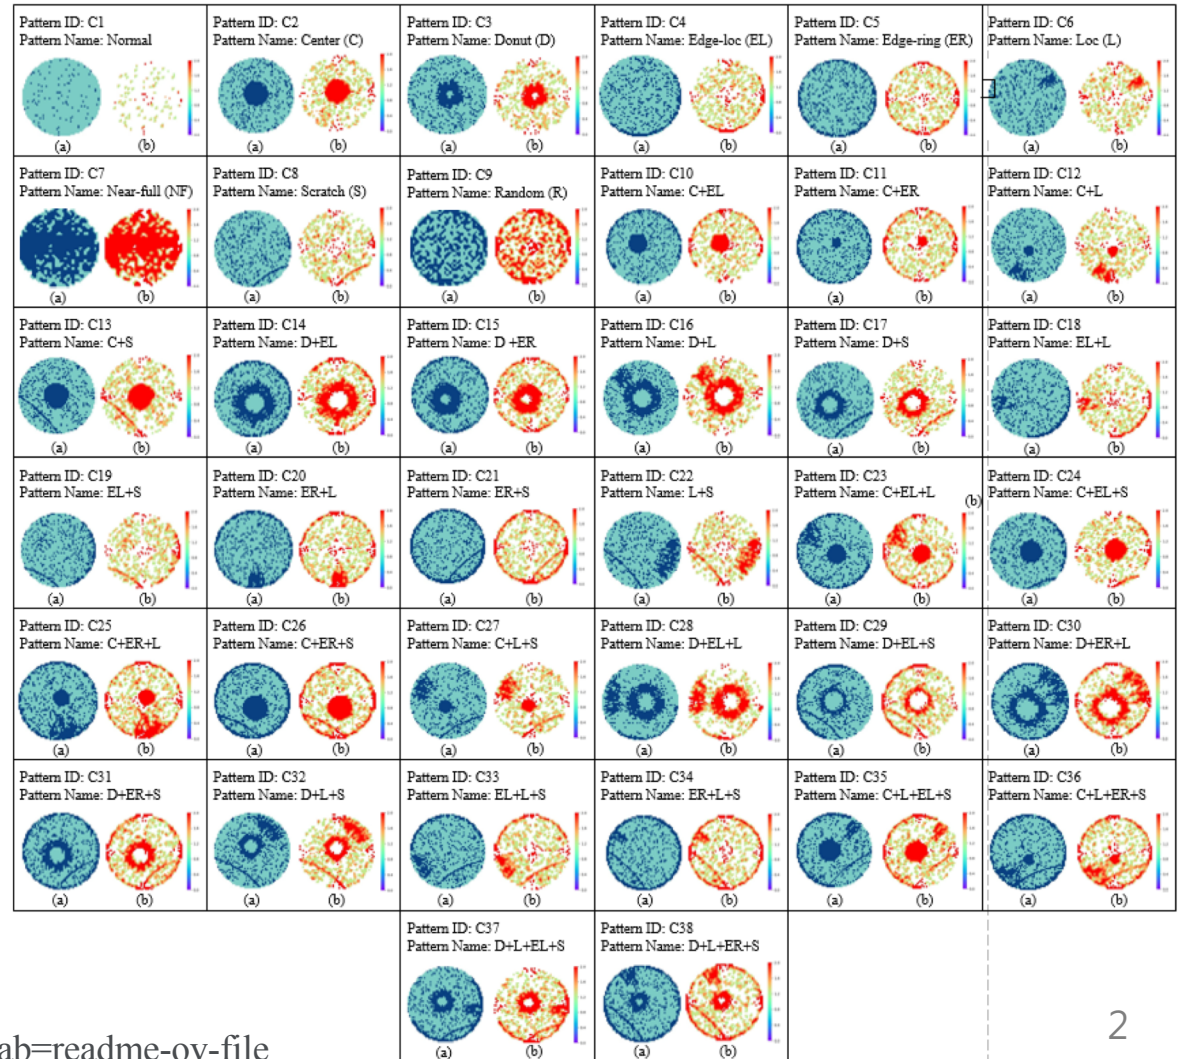 Pattern ID: C1
Pattern Name: Normal
(a) (b)
Pattern ID: C2
Pattern Name: Center (C)
(a) (b)
Pattern ID: C3
Pattern Name: Donut (D)
(a) (b)
Pattern ID: C4
Pattern Name: Edge-loc (EL)
(a) (b)
Pattern ID: C5
Pattern Name: Edge-ring (ER)
(a) (b)
Pattern ID: C6
Pattern Name: Loc (L)
(a) (b)
Pattern ID: C7
Pattern Name: Near-full (NF)
(a) (b)
Pattern ID: C8
Pattern Name: Scratch (S)
(a) (b)
Pattern ID: C9
Pattern Name: Random (R)
(a) (b)
Pattern ID: C10
Pattern Name: C+EL
(a) (b)
Pattern ID: C11
Pattern Name: C+ER
(a) (b)
Pattern ID: C12
Pattern Name: C+L
(a) (b)
Pattern ID: C13
Pattern Name: C+S
(a) (b)
Pattern ID: C14
Pattern Name: D+EL
(a) (b)
Pattern ID: C15
Pattern Name: D +ER
(a) (b)
Pattern ID: C16
Pattern Name: D+L
(a) (b)
Pattern ID: C17
Pattern Name: D+S
(a) (b)
Pattern ID: C18
Pattern Name: EL+L
(a) (b)
Pattern ID: C19
Pattern Name: EL+S
(a) (b)
Pattern ID: C20
Pattern Name: ER+L
(a) (b)
Pattern ID: C21
Pattern Name: ER+S
(a) (b)
Pattern ID: C22
Pattern Name: L+S
(a) (b)
Pattern ID: C23
Pattern Name: C+EL+L
(b)
(a) (b)
Pattern ID: C24
Pattern Name: C+EL+S
(a) (b)
Pattern ID: C25
Pattern Name: C+ER+L
(a) (b)
Pattern ID: C26
Pattern Name: C+ER+S
(a) (b)
Pattern ID: C27
Pattern Name: C+L+S
(a) (b)
Pattern ID: C28
Pattern Name: D+EL+L
(a) (b)
Pattern ID: C29
Pattern Name: D+EL+S
(a) (b)
Pattern ID: C30
Pattern Name: D+ER+L
(a) (b)
Pattern ID: C31
Pattern Name: D+ER+S
(a) (b)
Pattern ID: C32
Pattern Name: D+L+S
(a) (b)
Pattern ID: C33
Pattern Name: EL+L+S
(a) (b)
Pattern ID: C34
Pattern Name: ER+L+S
(a) (b)
Pattern ID: C35
Pattern Name: C+L+EL+S
(a) (b)
Pattern ID: C36
Pattern Name: C+L+ER+S
(a) (b)
Pattern ID: C37
Pattern Name: D+L+EL+S
(a) (b)
Pattern ID: C38
Pattern Name: D+L+ER+S
(a) (b)
2
ab=readme-ov-file